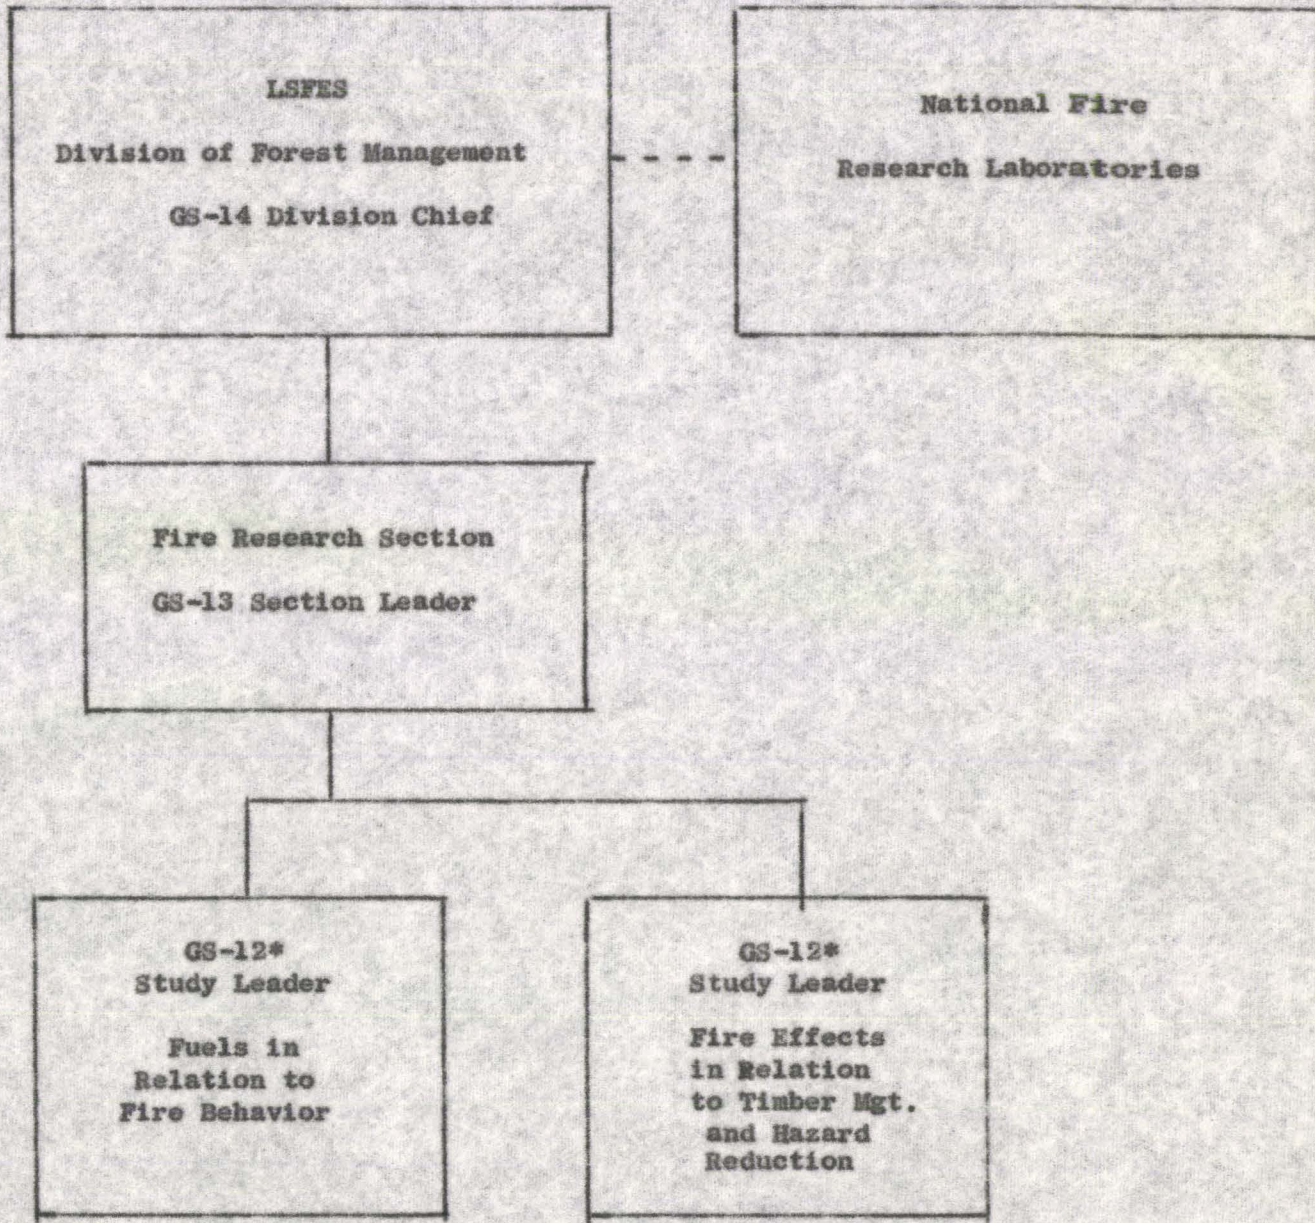 LSFES
Division of Forest Management
GS-14 Division Chief
National Fire
Research Laboratories
Fire Research Section
GS-13 Section Leader
GS-12*
Study Leader
Fuels in
Relation to
Fire Behavior
GS-12*
Study Leader
Fire Effects
in Relation
to Timber Mgt.
and Hazard
Reduction